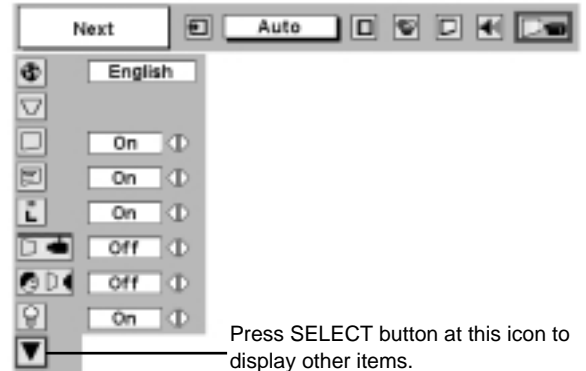 Next
Auto
English
On
On
On
Off
Off
On
Press SELECT button at this icon to
display other items.